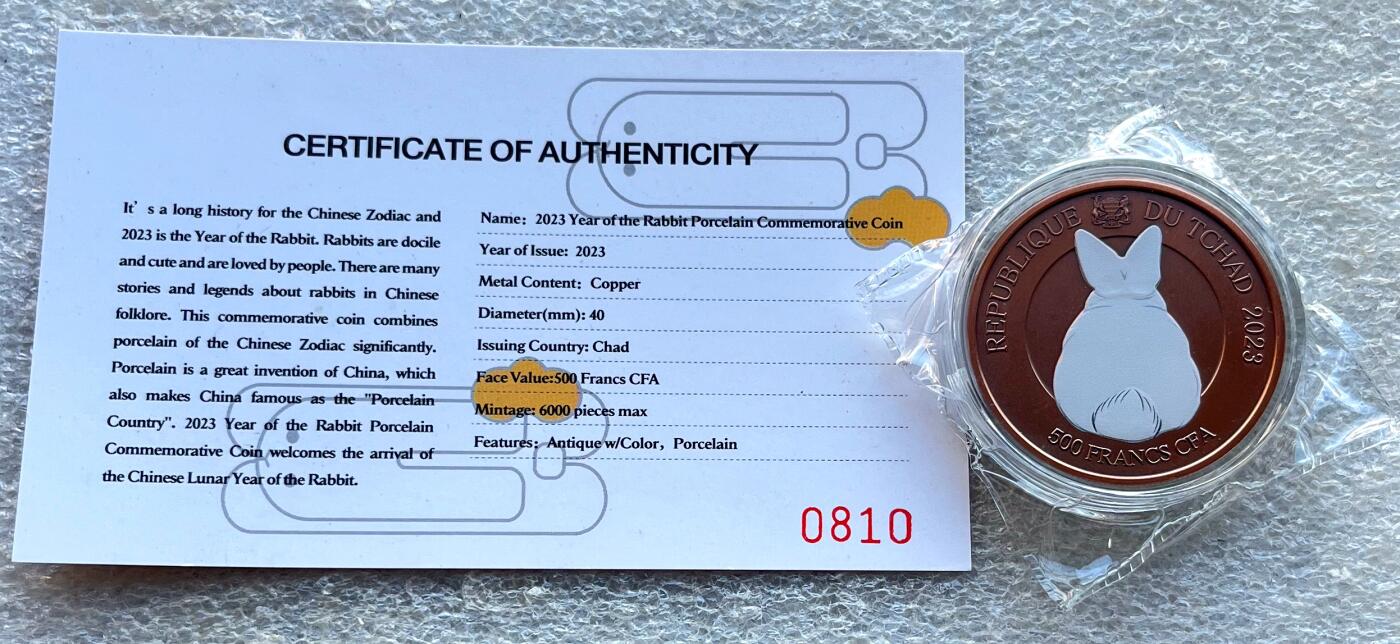 CERTIFICATE OF AUTHENTICITY
It's a long history for the Chinese Zodiac and
2023 is the Year of the Rabbit. Rabbits are docile
and cute and are loved by people. There are many
stories and legends about rabbits in Chinese
folklore. This commemorative coin combines
porcelain of the Chinese Zodiac significantly.
Porcelain is a great invention of China, which
also makes China famous as the "Porcelain
Country". 2023 Year of the Rabbit Porcelain
Commemorative Coin welcomes the arrival of
the Chinese Lunar Year of the Rabbit.
Name: 2023 Year of the Rabbit Porcelain Commemorative Coin
Year of Issue: 2023
Metal Content: Copper
Diameter(mm): 40
Issuing Country: Chad
Face Value:500 Francs CFA
Mintage: 6000 pieces max
Features: Antique w/Color, Porcelain
0810
REPUBLIQUE DU TCHAD 2023
500 FRANCS CFA